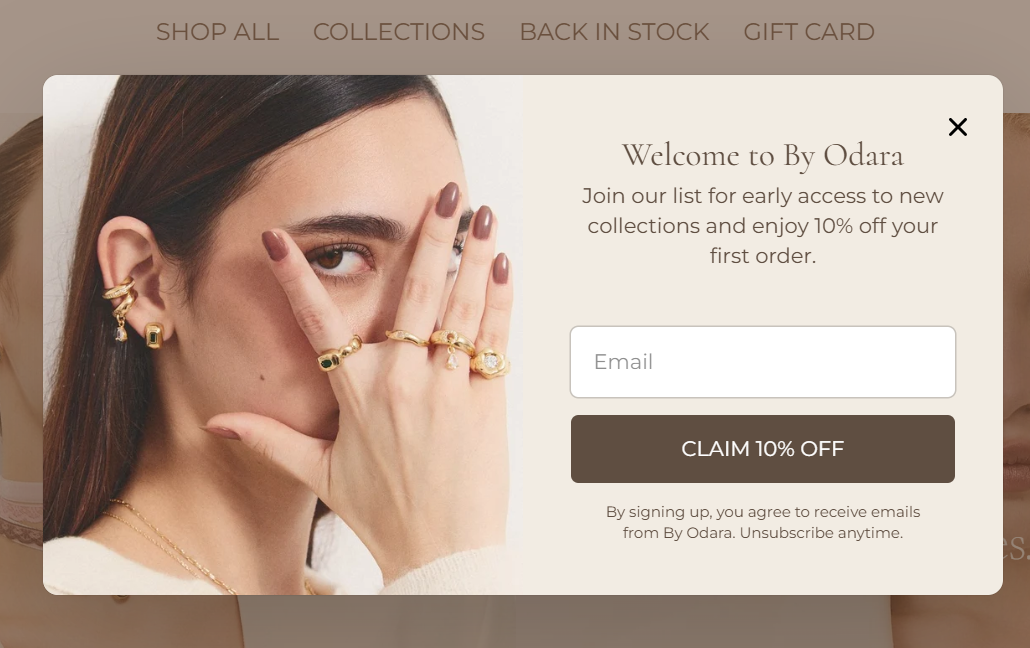 SHOP ALL COLLECTIONS BACK IN STOCK GIFT CARD
Welcome to By Odara
Join our list for early access to new
collections and enjoy 10% off your
first order.
Email
CLAIM 10% OFF
By signing up, you agree to receive emails
from By Odara. Unsubscribe anytime.